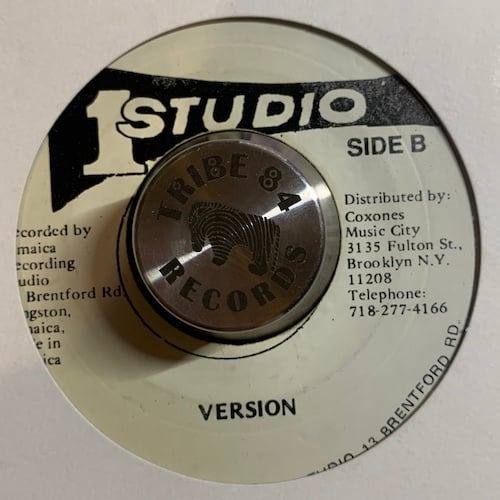 1 STUDIO
SIDE B
TRIBE 84
RECORDS
Distributed by:
Coxones
Music City
3135 Fulton St.,
Brooklyn N.Y.
11208
Telephone:
718-277-4166
ecorded by
maica
ecording
udio
Brentford Rd.
ngston,
maica,
e in
ica
VERSION
UDIO 13 BRENTFORD RD.